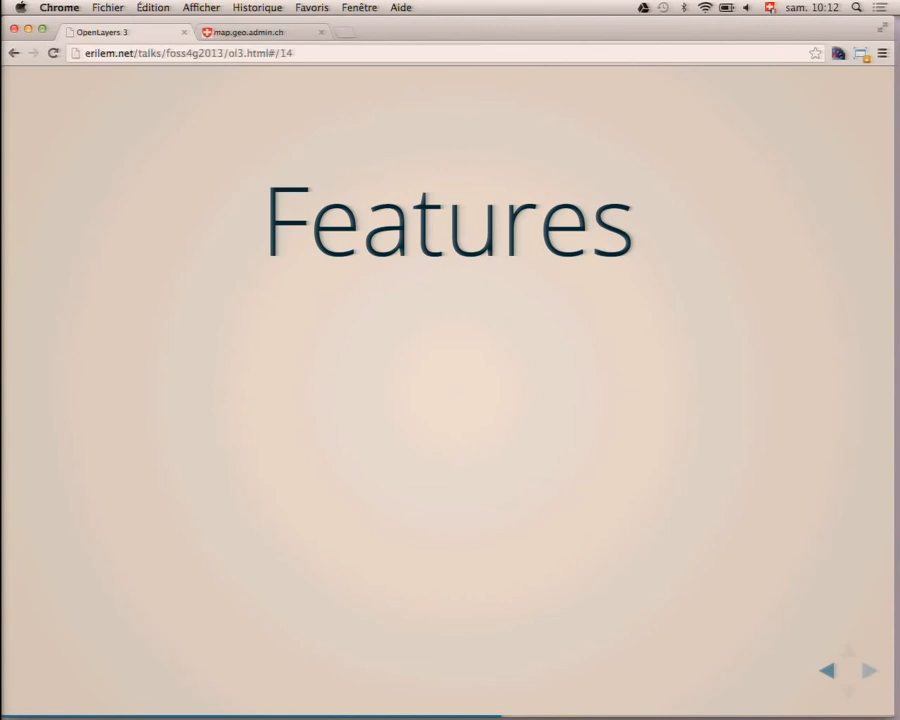 Chrome Fichier Édition Afficher Historique Favoris Fenêtre Aide sam. 10:12
OpenLayers 3 map.geo.admin.ch
erilem.net/talks/foss4g2013/ol3.html#/14
Features